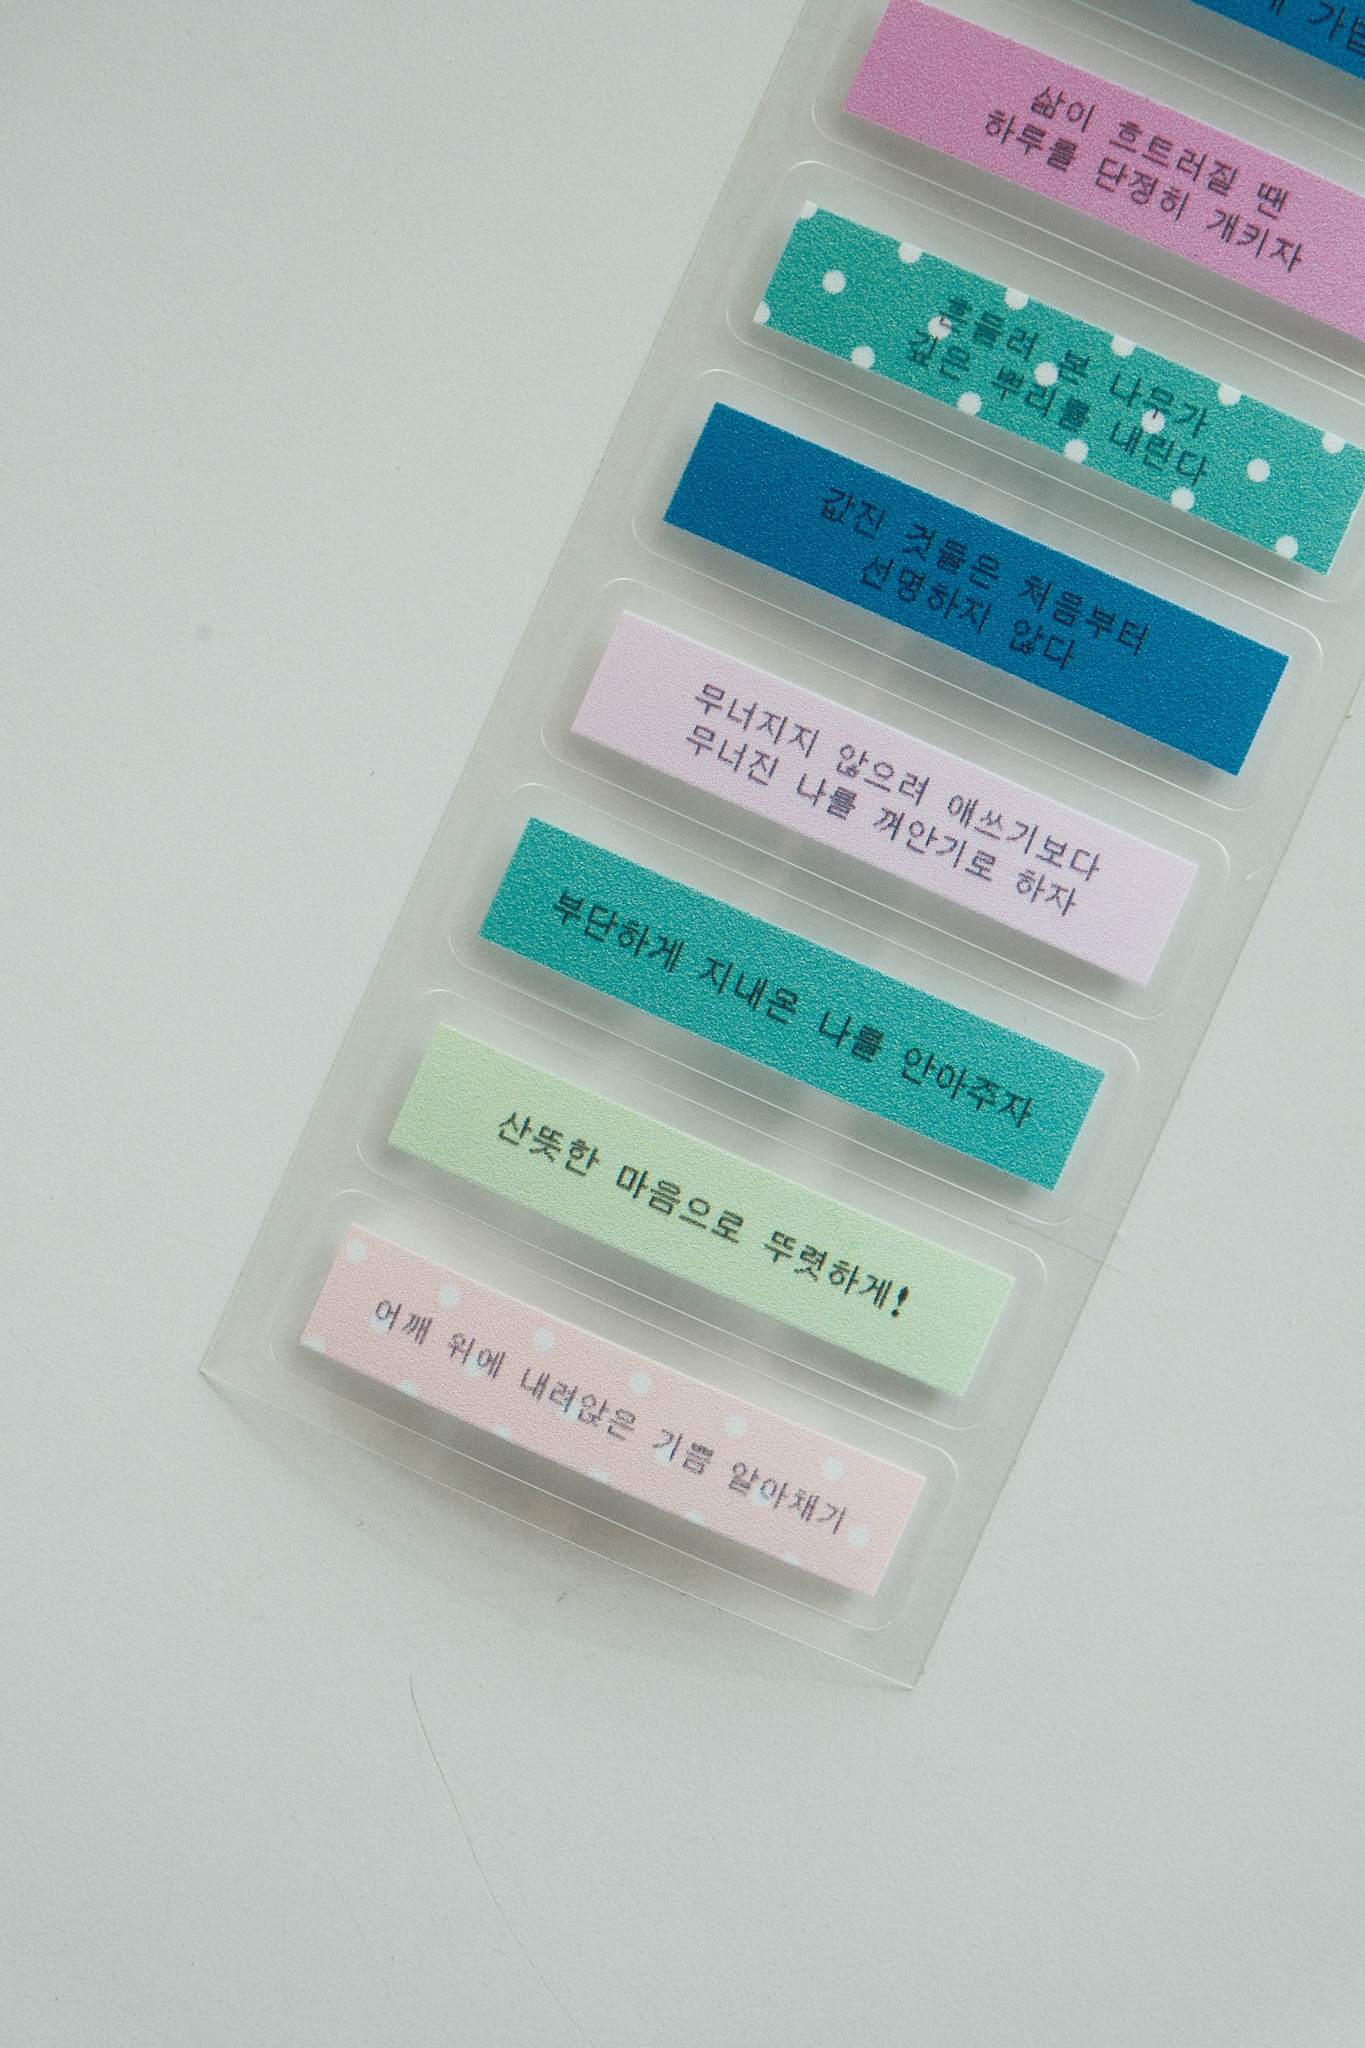 삶이 흐트러질 땐
하루를 단정히 개키자
흔들려 본 나무가
깊은 뿌리를 내린다
값진 것들은 처음부터
선명하지 않다
무너지지 않으려 애쓰기보다
무너진 나를 껴안기로 하자
부단하게 지내온 나를 안아주자
산뜻한 마음으로 뚜렷하게!
어깨 위에 내려앉은 기쁨 알아채기